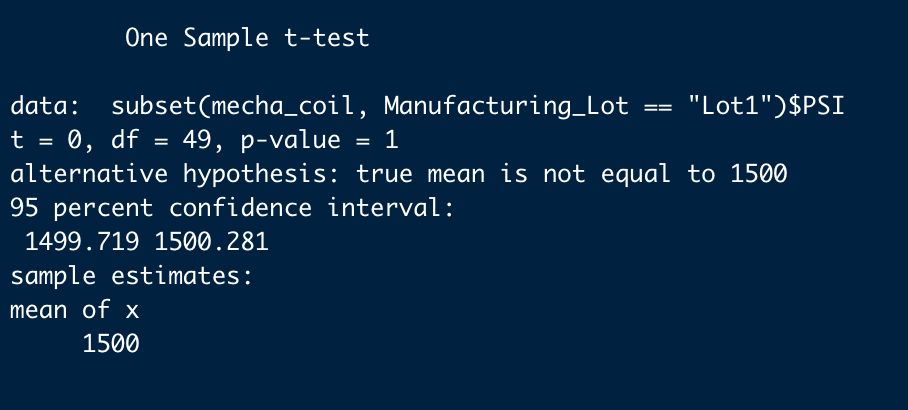 One Sample t-test
data:  subset(mecha_coil, Manufacturing_Lot == "Lot1")$PSI
t = 0, df = 49, p-value = 1
alternative hypothesis: true mean is not equal to 1500
95 percent confidence interval:
1499.719 1500.281
sample estimates:
mean of x
1500